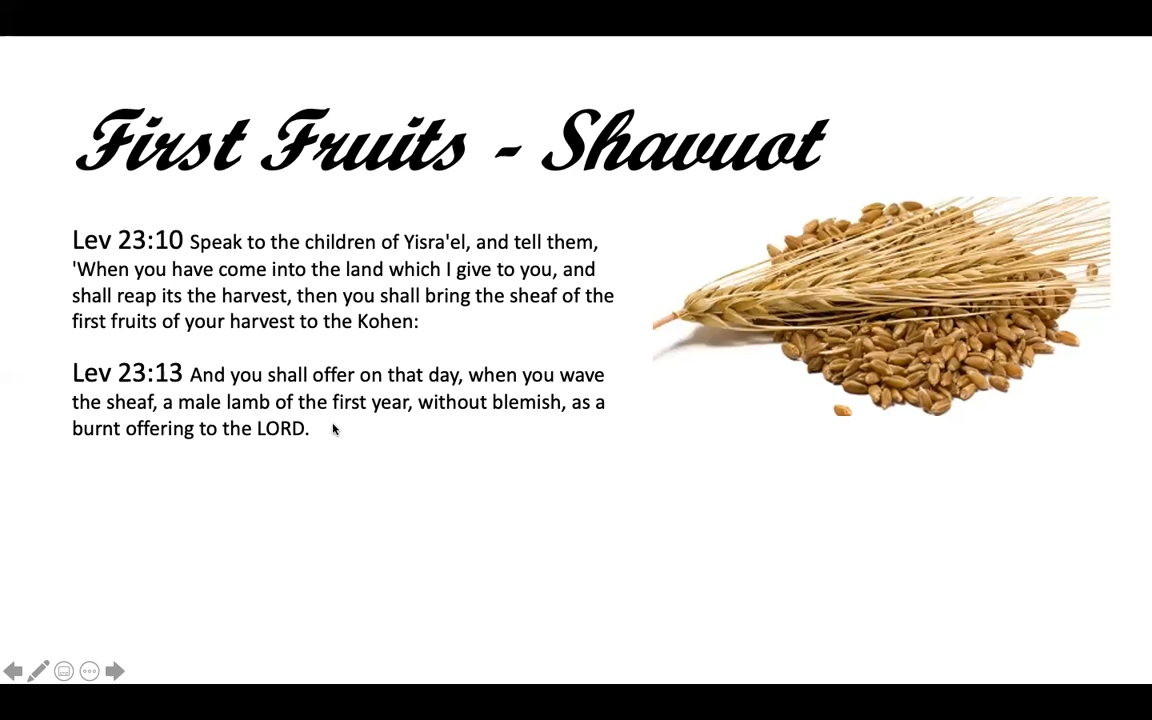 First Fruits - Shavuot
Lev 23:10 Speak to the children of Yisra'el, and tell them,
'When you have come into the land which I give to you, and
shall reap its the harvest, then you shall bring the sheaf of the
first fruits of your harvest to the Kohen:
Lev 23:13 And you shall offer on that day, when you wave
the sheaf, a male lamb of the first year, without blemish, as a
burnt offering to the LORD.